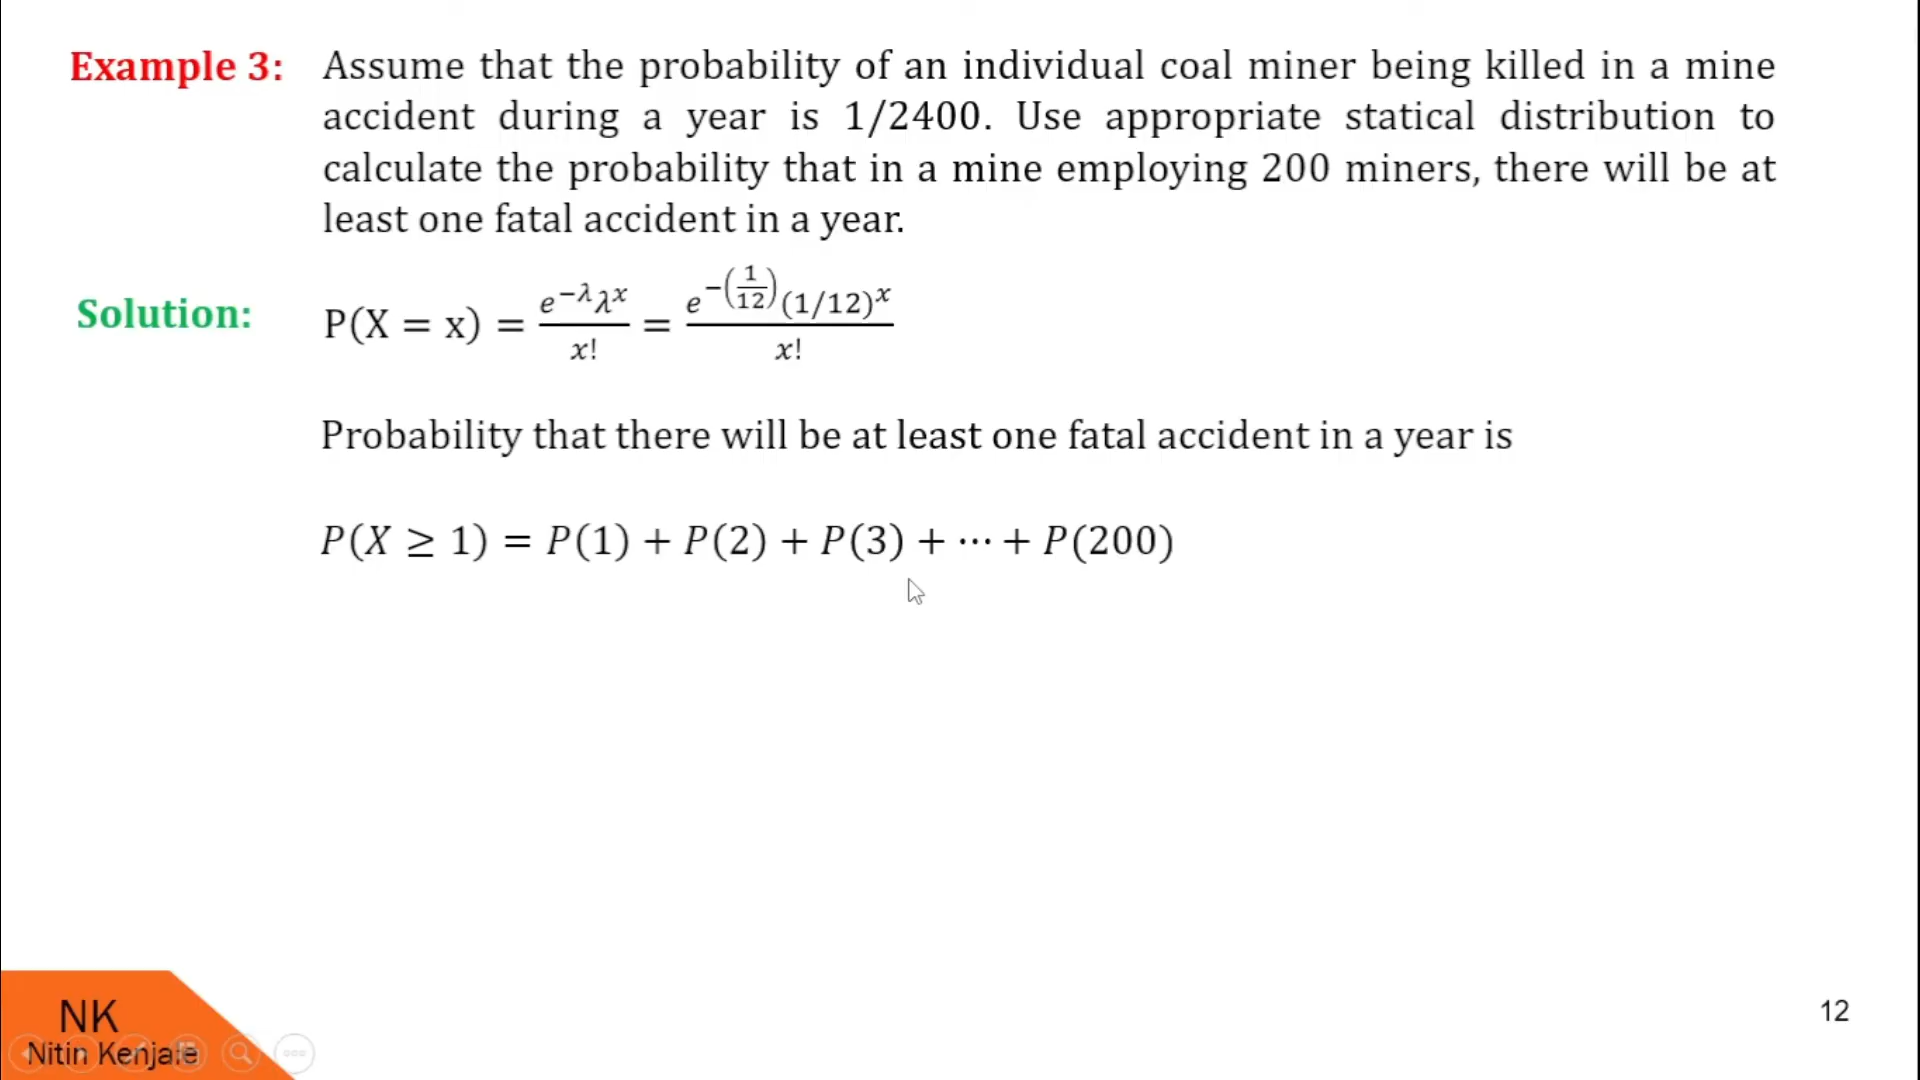 Example 3: Assume that the probability of an individual coal miner being killed in a mine
accident during a year is 1/2400. Use appropriate statical distribution to
calculate the probability that in a mine employing 200 miners, there will be at
least one fatal accident in a year.
Solution: P(X = x) = \frac{e^{-λ}λ^x}{x!} = \frac{e^{-(\frac{1}{12})}(1/12)^x}{x!}
Probability that there will be at least one fatal accident in a year is
P(X ≥ 1) = P(1) + P(2) + P(3) + ⋯ + P(200)
NK
Nitin Kenjale
12